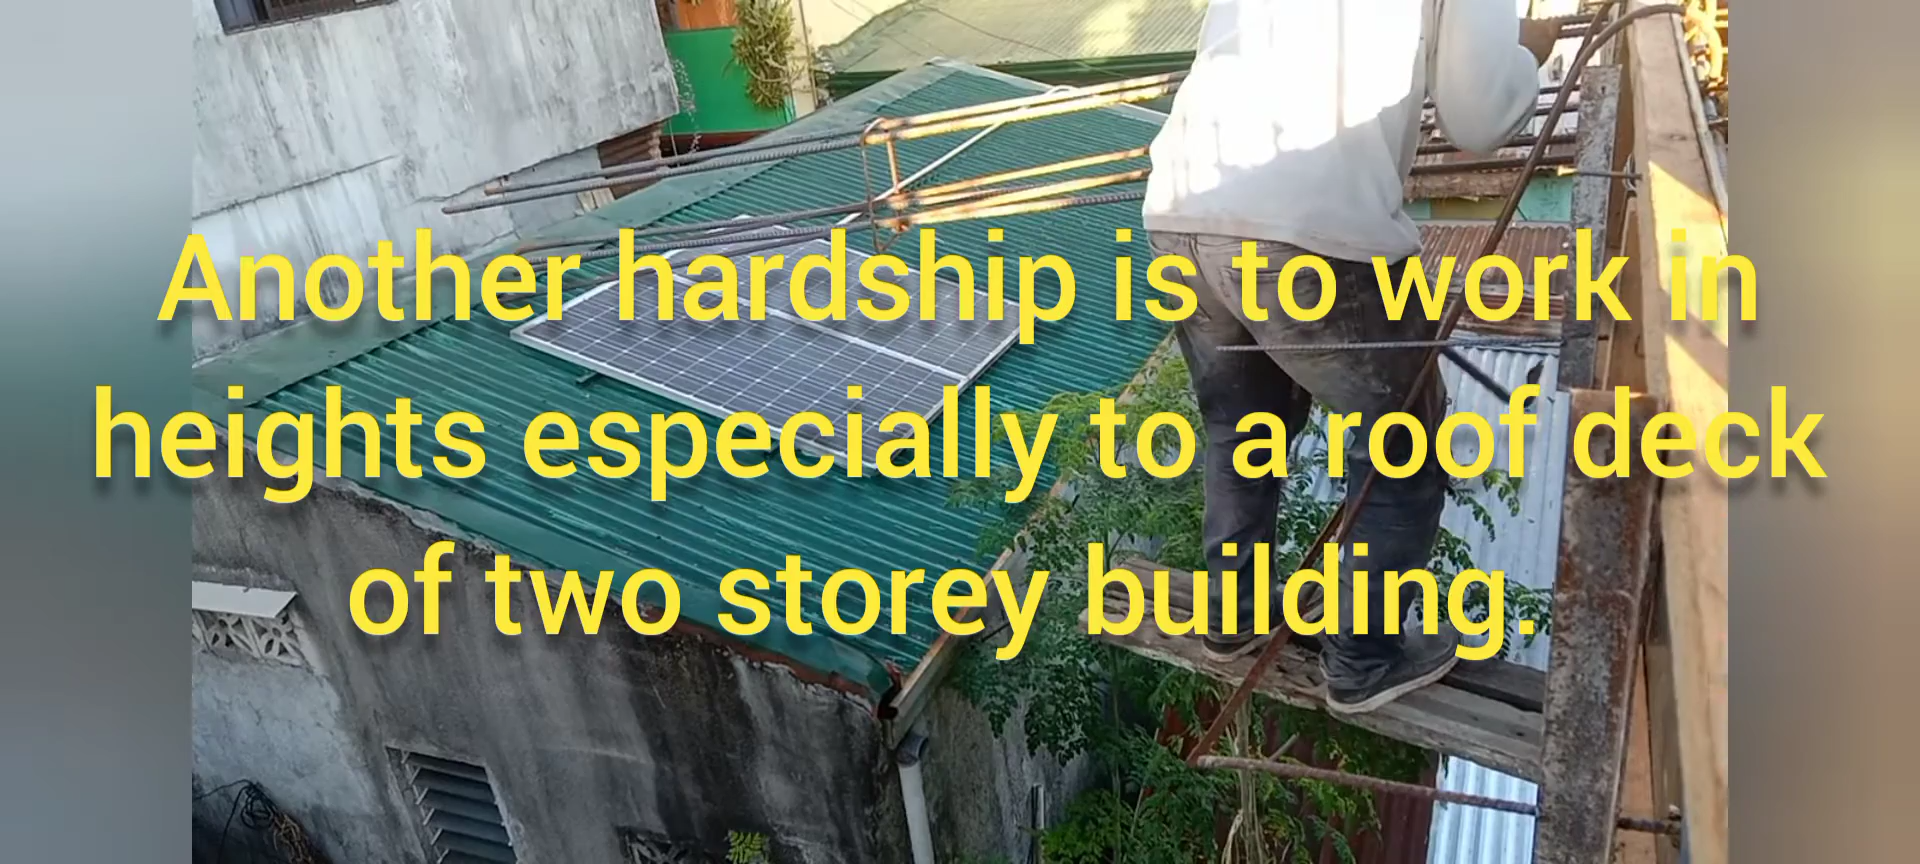 Another hardship is to work in
heights especially to a roof deck
of two storey building.